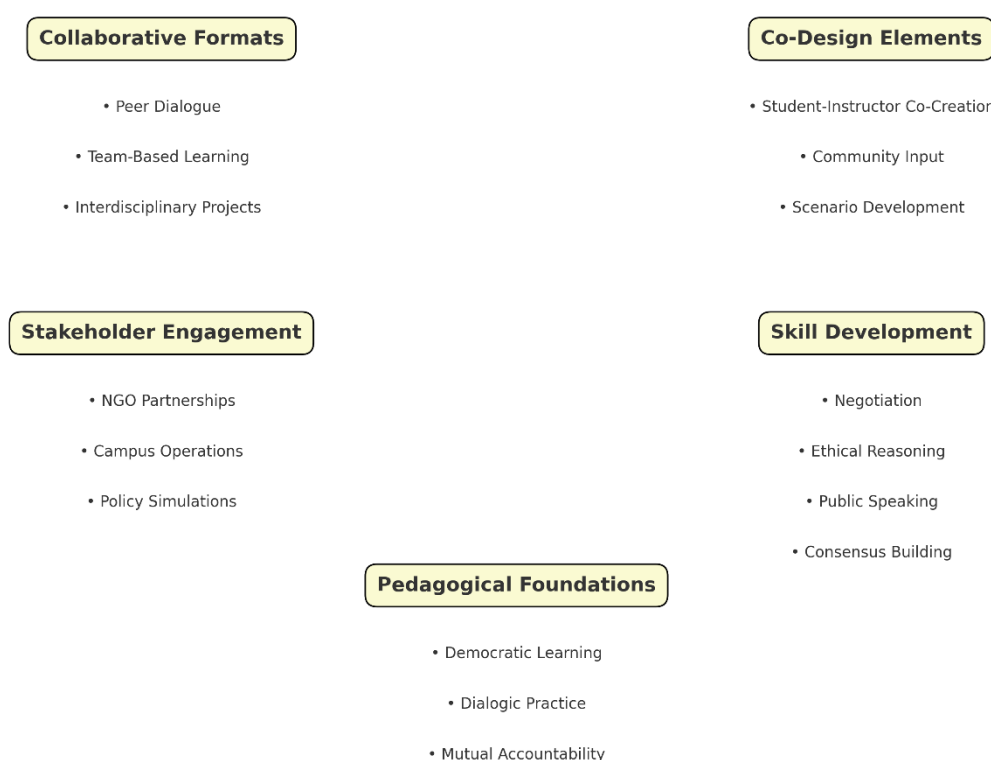 Collaborative Formats
• Peer Dialogue
• Team-Based Learning
• Interdisciplinary Projects
Co-Design Elements
• Student-Instructor Co-Creation
• Community Input
• Scenario Development
Stakeholder Engagement
• NGO Partnerships
• Campus Operations
• Policy Simulations
Skill Development
• Negotiation
• Ethical Reasoning
• Public Speaking
• Consensus Building
Pedagogical Foundations
• Democratic Learning
• Dialogic Practice
• Mutual Accountability